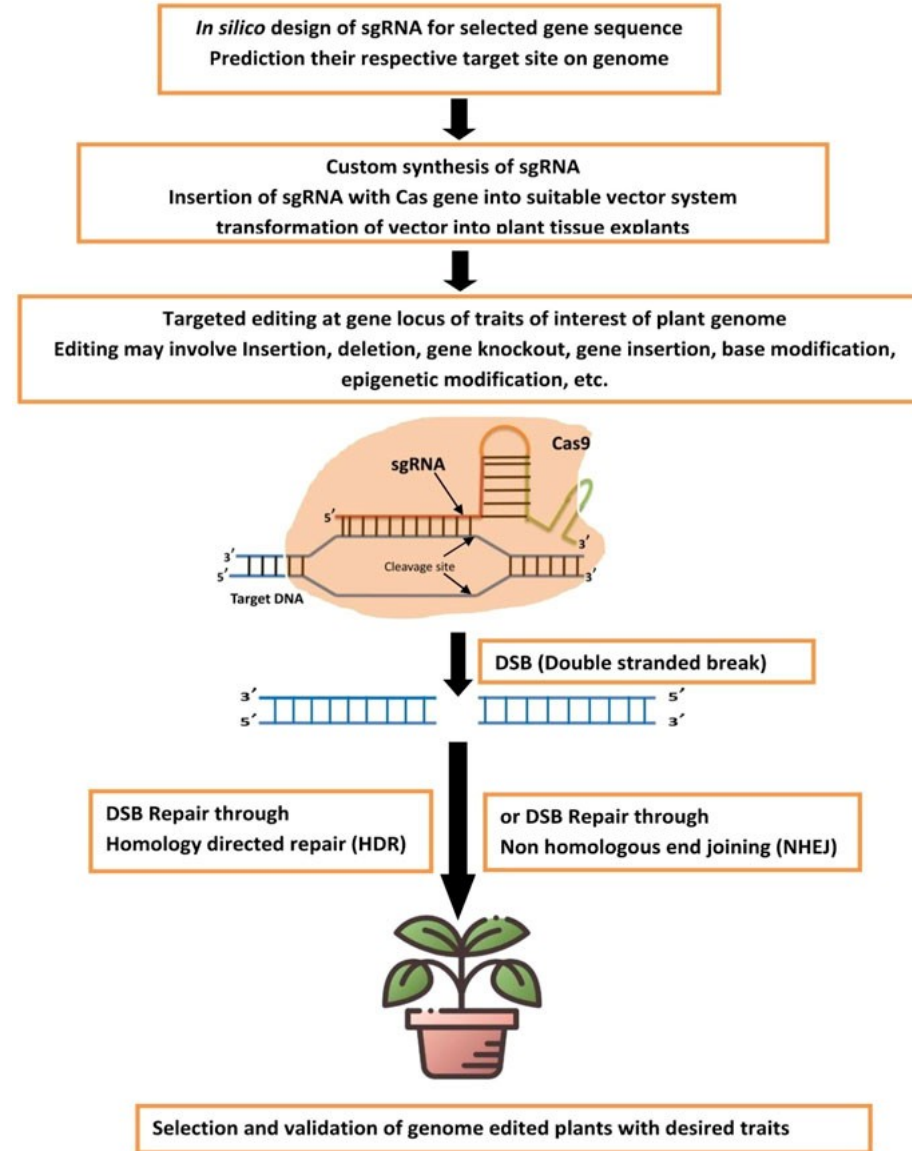 In silico design of sgRNA for selected gene sequence
Prediction their respective target site on genome
Custom synthesis of sgRNA
Insertion of sgRNA with Cas gene into suitable vector system
transformation of vector into plant tissue explants
Targeted editing at gene locus of traits of interest of plant genome
Editing may involve Insertion, deletion, gene knockout, gene insertion, base modification,
epigenetic modification, etc.
Cas9
sgRNA
5′
3′
3′
Cleavage site
5′
3′
Target DNA
DSB (Double stranded break)
3′
5′
5′
3′
DSB Repair through
Homology directed repair (HDR)
or DSB Repair through
Non homologous end joining (NHEJ)
Selection and validation of genome edited plants with desired traits